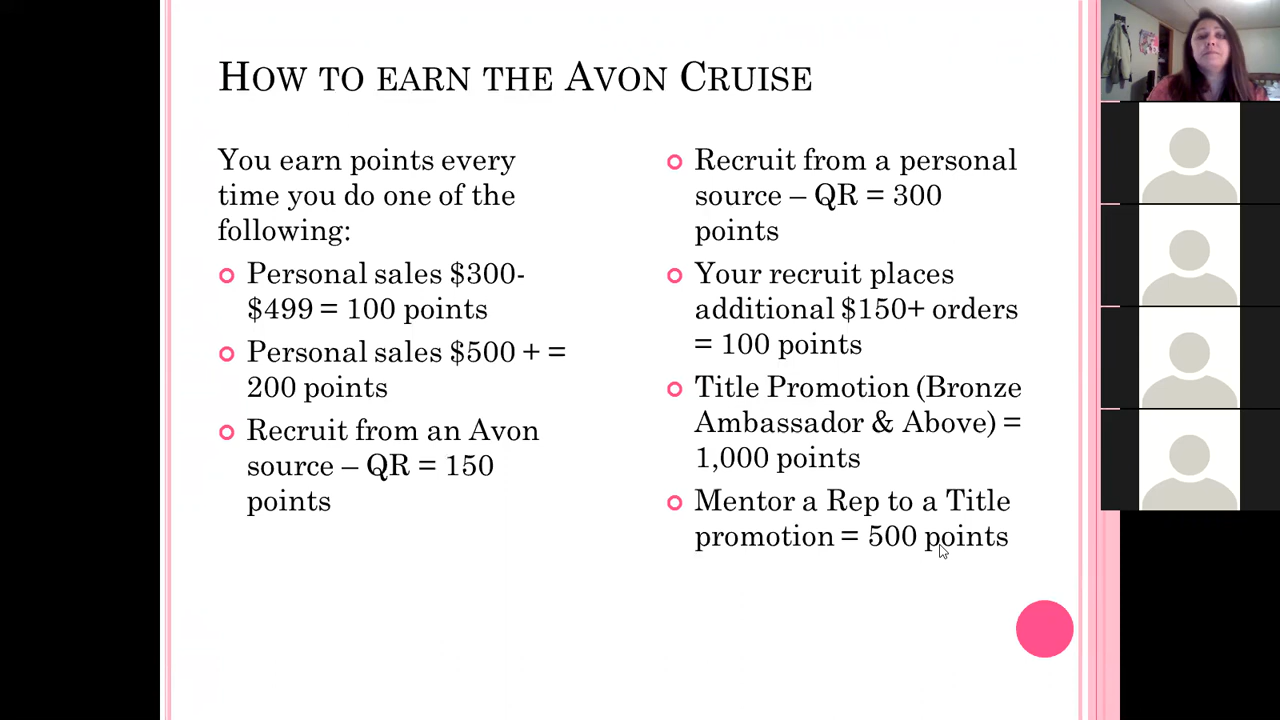 HOW TO EARN THE AVON CRUISE
You earn points every
time you do one of the
following:
Personal sales $300-
$499 = 100 points
Personal sales $500 + =
200 points
Recruit from an Avon
source – QR = 150
points
Recruit from a personal
source – QR = 300
points
Your recruit places
additional $150+ orders
= 100 points
Title Promotion (Bronze
Ambassador & Above) =
1,000 points
Mentor a Rep to a Title
promotion = 500 points